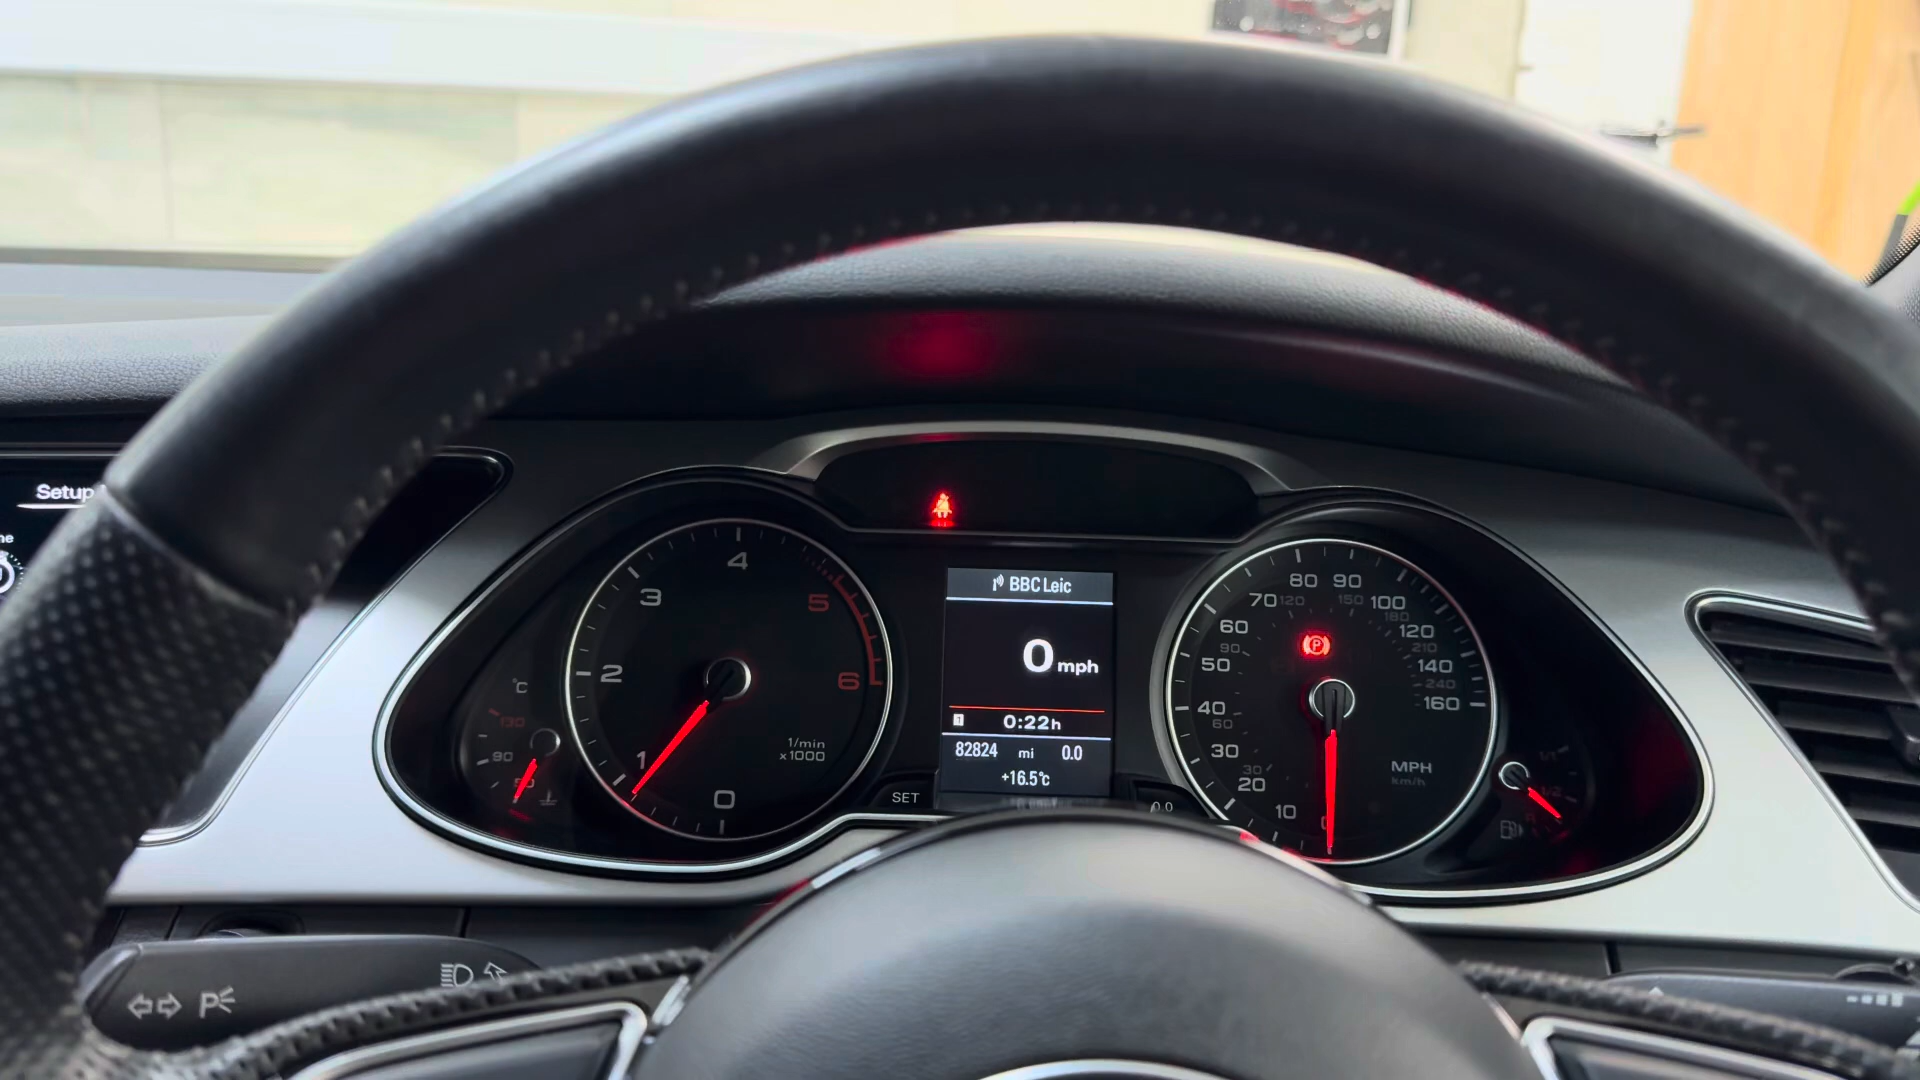 Setup
°C
130
90
50
4
3
5
2
6
1
0
1/min
x1000
SET
BBC Leic
0 mph
1
0:22h
82824 mi 0.0
+16.5°C
0.0
80 90
70 120 150 100
180
60 120
90 210
50 140
240
40 160
60
30
30
20
10
MPH
km/h
P
1/1
1/2
R
P